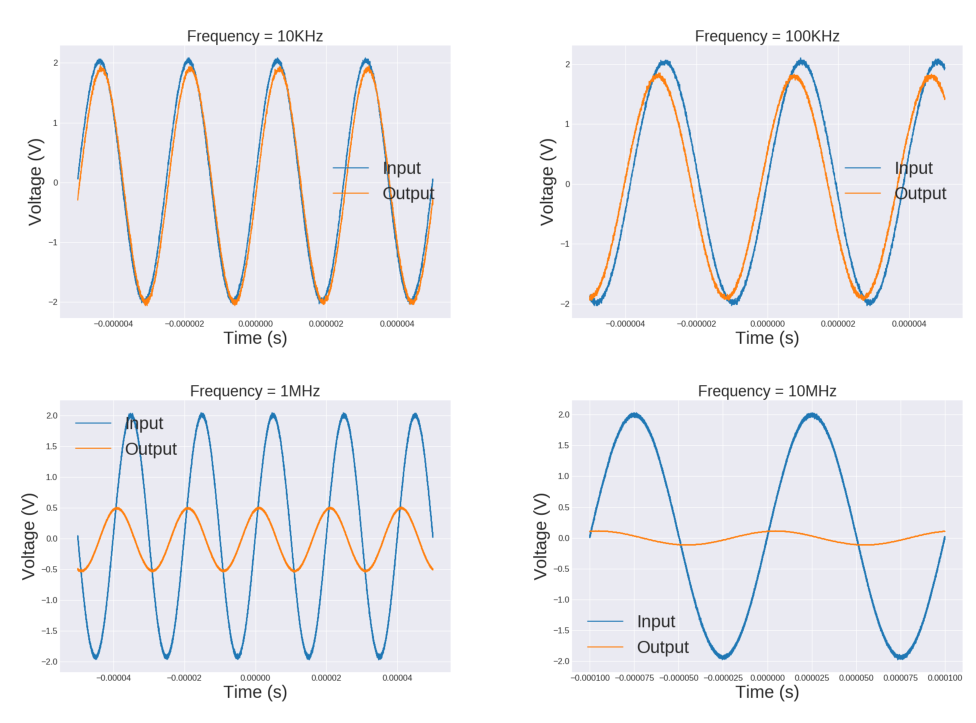 Frequency = 10KHz
2
1
0
−1
−2
Voltage (V)
Input
Output
−0.000004
−0.000002
0.000000
0.000002
0.000004
Time (s)
Frequency = 100KHz
2
1
0
−1
−2
Voltage (V)
Input
Output
−0.000004
−0.000002
0.000000
0.000002
0.000004
Time (s)
Frequency = 1MHz
2.0
1.5
1.0
0.5
0.0
−0.5
−1.0
−1.5
−2.0
Voltage (V)
Input
Output
−0.00004
−0.00002
0.00000
0.00002
0.00004
Time (s)
Frequency = 10MHz
2.0
1.5
1.0
0.5
0.0
−0.5
−1.0
−1.5
−2.0
Voltage (V)
Input
Output
−0.000100
−0.000075
−0.000050
−0.000025
0.000000
0.000025
0.000050
0.000075
0.000100
Time (s)